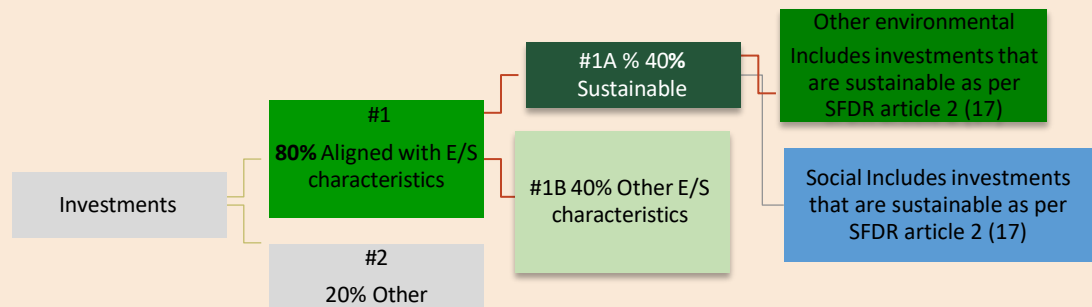 Investments
#1
80% Aligned with E/S
characteristics
#2
20% Other
#1A % 40%
Sustainable
#1B 40% Other E/S
characteristics
Other environmental
Includes investments that
are sustainable as per
SFDR article 2 (17)
Social Includes investments
that are sustainable as per
SFDR article 2 (17)